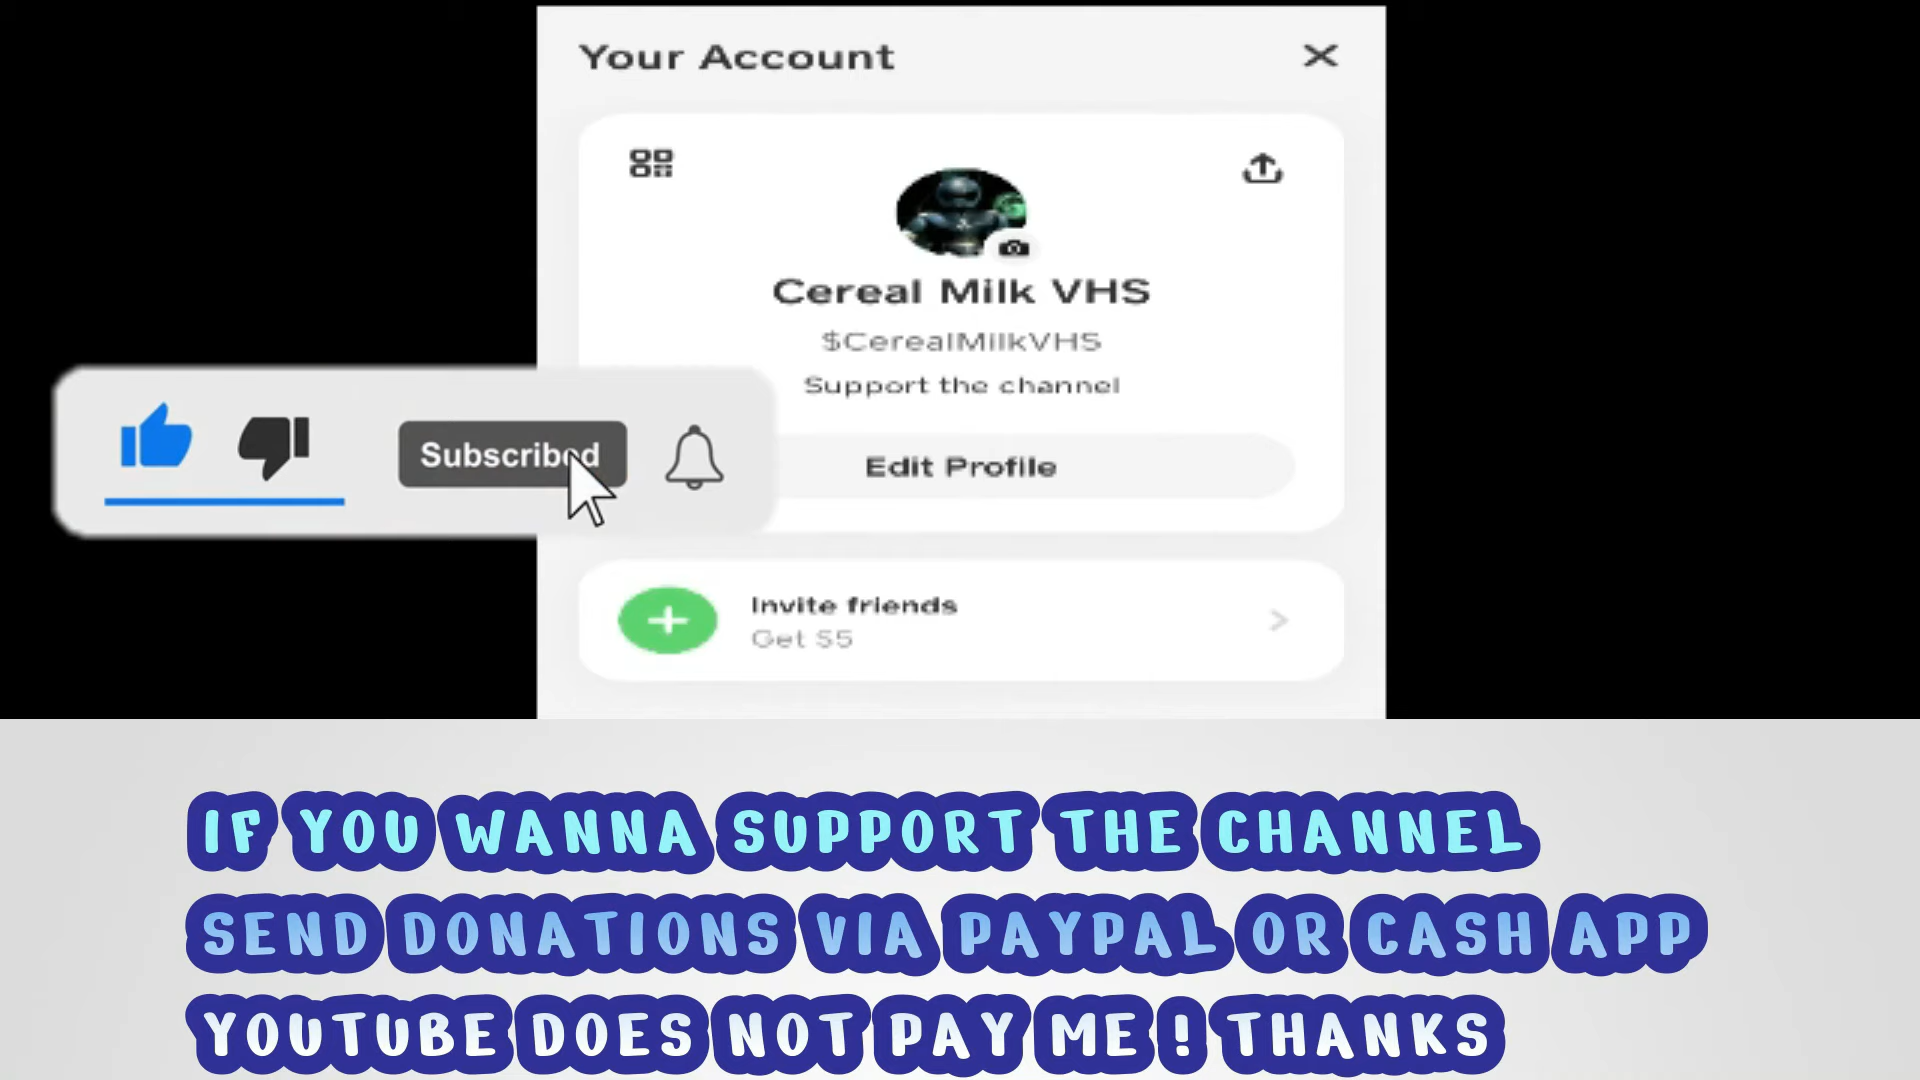 Your Account
Cereal Milk VHS
$CerealMilkVHS
Support the channel
Subscribed
Edit Profile
Invite friends
Get $5
IF YOU WANNA SUPPORT THE CHANNEL
SEND DONATIONS VIA PAYPAL OR CASH APP
YOUTUBE DOES NOT PAY ME ! THANKS